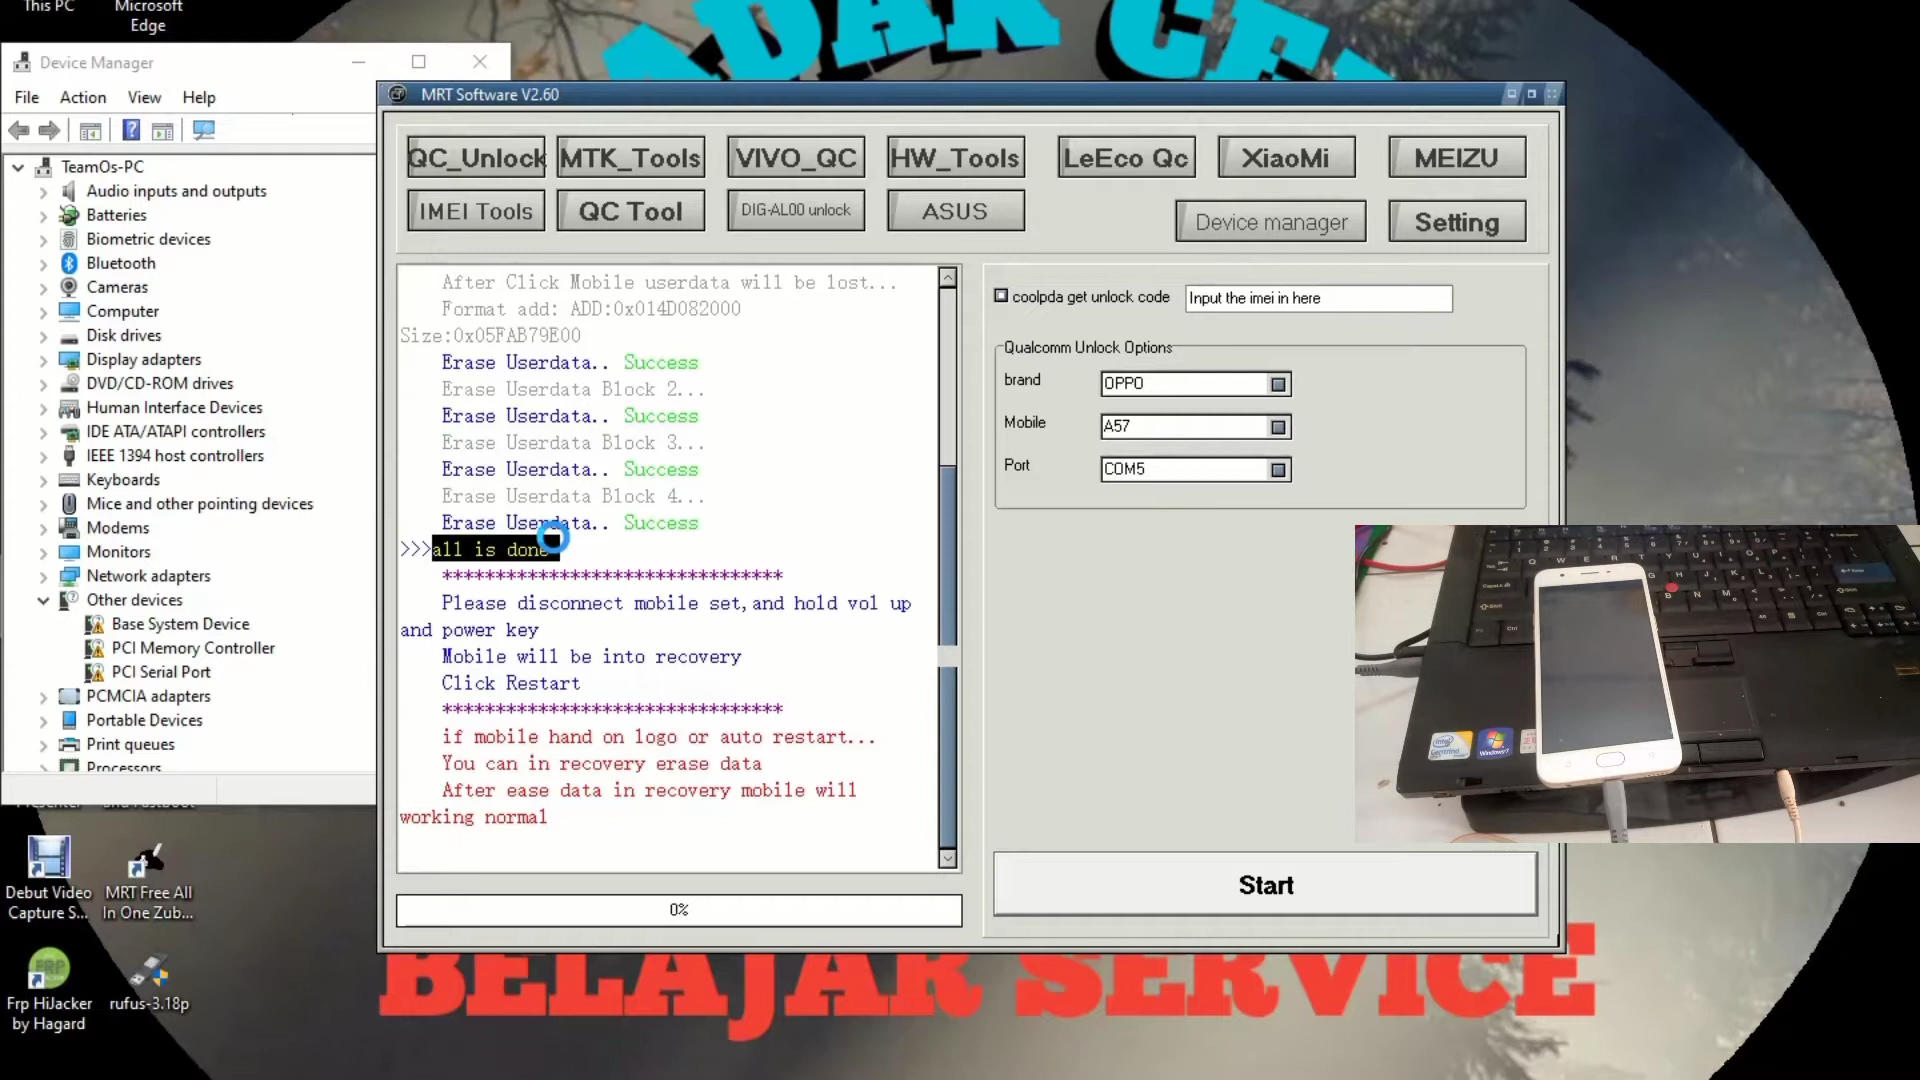 This PC
Microsoft
Edge
Device Manager
File Action View Help
TeamOs-PC
Audio inputs and outputs
Batteries
Biometric devices
Bluetooth
Cameras
Computer
Disk drives
Display adapters
DVD/CD-ROM drives
Human Interface Devices
IDE ATA/ATAPI controllers
IEEE 1394 host controllers
Keyboards
Mice and other pointing devices
Modems
Monitors
Network adapters
Other devices
Base System Device
PCI Memory Controller
PCI Serial Port
PCMCIA adapters
Portable Devices
Print queues
Processors
Debut Video
Capture S...
MRT Free All
In One Zub...
FRP
Frp HiJacker
by Hagard
rufus-3.18p
MRT Software V2.60
QC_Unlock MTK_Tools VIVO_QC HW_Tools LeEco Qc XiaoMi MEIZU
IMEI Tools QC Tool DIG-AL00 unlock ASUS Device manager Setting
After Click Mobile userdata will be lost...
Format add: ADD:0x014D082000
Size:0x05FAB79E00
Erase Userdata.. Success
Erase Userdata Block 2...
Erase Userdata.. Success
Erase Userdata Block 3...
Erase Userdata.. Success
Erase Userdata Block 4...
Erase Userdata.. Success
>>>all is done
********************************
Please disconnect mobile set,and hold vol up
and power key
Mobile will be into recovery
Click Restart
********************************
if mobile hand on logo or auto restart...
You can in recovery erase data
After ease data in recovery mobile will
working normal
0%
coolpda get unlock code Input the imei in here
Qualcomm Unlock Options
brand OPPO
Mobile A57
Port COM5
Start
intel
Centrino
Windows 7
BELAJAR SERVICE